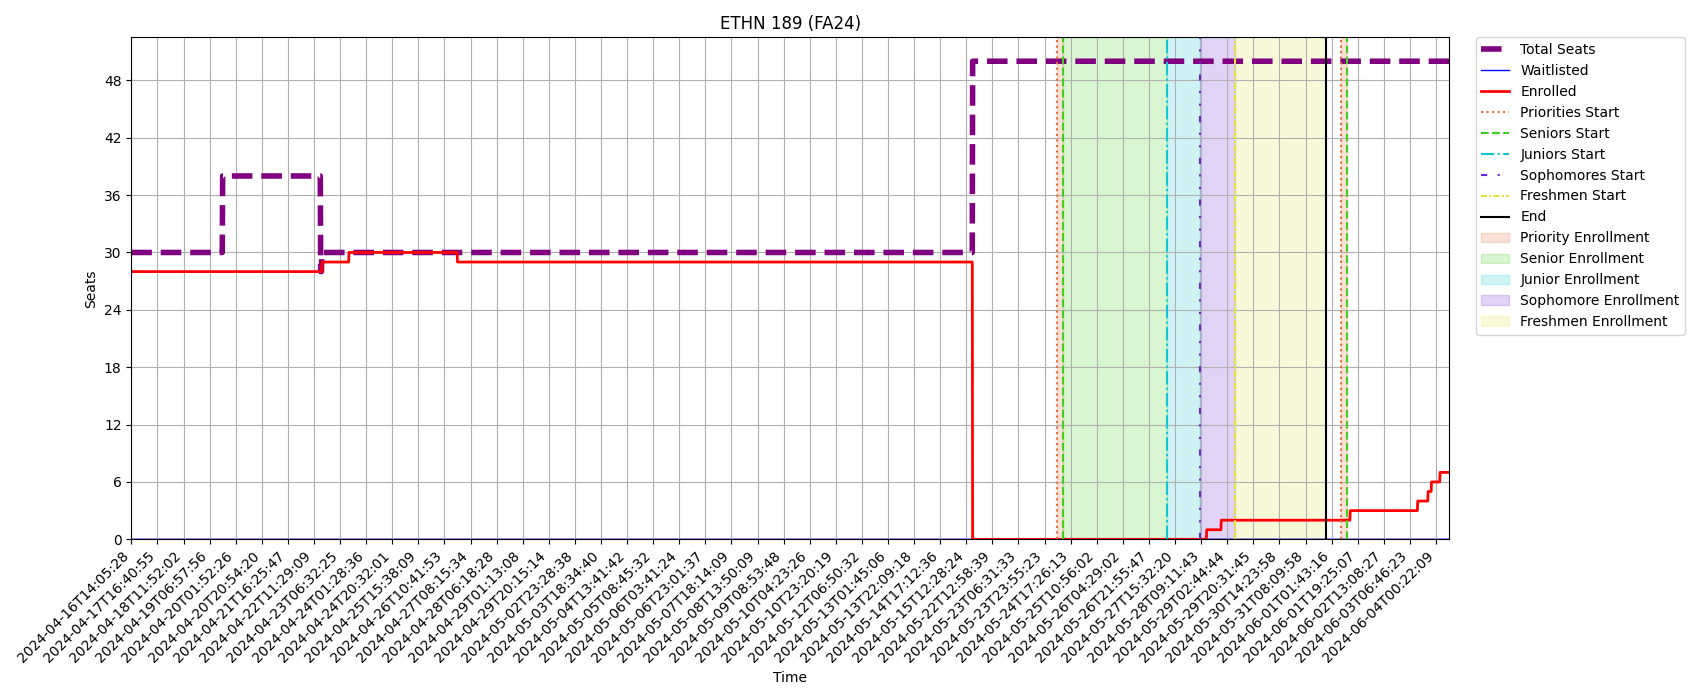 ETHN 189 (FA24)
Seats
48
42
36
30
24
18
12
6
0
2024-04-16T14:05:28
2024-04-17T16:40:55
2024-04-18T11:52:02
2024-04-19T06:57:56
2024-04-20T01:52:26
2024-04-20T20:54:20
2024-04-21T16:25:47
2024-04-22T11:29:09
2024-04-23T06:32:25
2024-04-24T01:28:36
2024-04-24T20:32:01
2024-04-25T15:38:09
2024-04-26T10:41:53
2024-04-27T08:15:34
2024-04-28T06:18:28
2024-04-29T01:13:08
2024-04-29T20:15:14
2024-05-02T23:28:38
2024-05-03T18:34:40
2024-05-04T13:41:42
2024-05-05T08:45:32
2024-05-06T03:41:24
2024-05-06T23:01:37
2024-05-07T18:14:09
2024-05-08T13:50:09
2024-05-09T08:53:48
2024-05-10T04:23:26
2024-05-10T23:20:19
2024-05-12T06:50:32
2024-05-13T01:45:06
2024-05-13T22:09:18
2024-05-14T17:12:36
2024-05-15T12:28:24
2024-05-22T12:58:39
2024-05-23T06:31:33
2024-05-23T23:55:23
2024-05-24T17:26:13
2024-05-25T10:56:02
2024-05-26T04:29:02
2024-05-26T21:55:47
2024-05-27T15:32:20
2024-05-28T09:11:43
2024-05-29T02:44:44
2024-05-29T20:31:45
2024-05-30T14:23:58
2024-05-31T08:09:58
2024-06-01T01:43:16
2024-06-01T19:25:07
2024-06-02T13:08:27
2024-06-03T06:46:23
2024-06-04T00:22:09
Time
Total Seats
Waitlisted
Enrolled
Priorities Start
Seniors Start
Juniors Start
Sophomores Start
Freshmen Start
End
Priority Enrollment
Senior Enrollment
Junior Enrollment
Sophomore Enrollment
Freshmen Enrollment